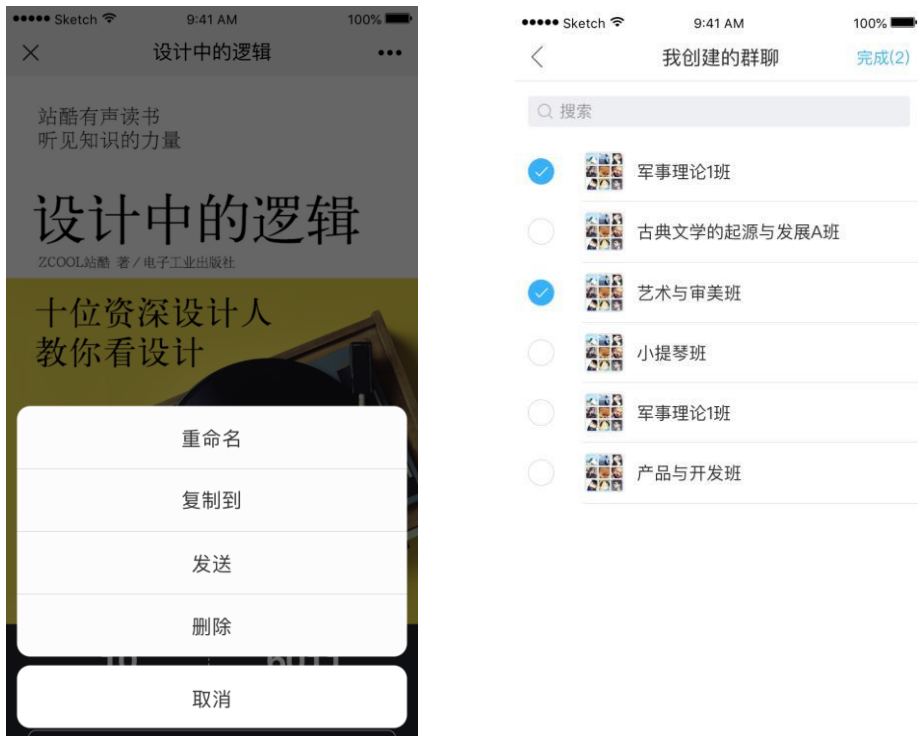 ●●●●● Sketch 9:41 AM 100%
设计中的逻辑
站酷有声读书
听见知识的力量
设计中的逻辑
ZCOOL站酷 著 / 电子工业出版社
十位资深设计人
教你看设计
重命名
复制到
发送
删除
取消
●●●●● Sketch 9:41 AM 100%
我创建的群聊 完成(2)
搜索
军事理论1班
古典文学的起源与发展A班
艺术与审美班
小提琴班
军事理论1班
产品与开发班